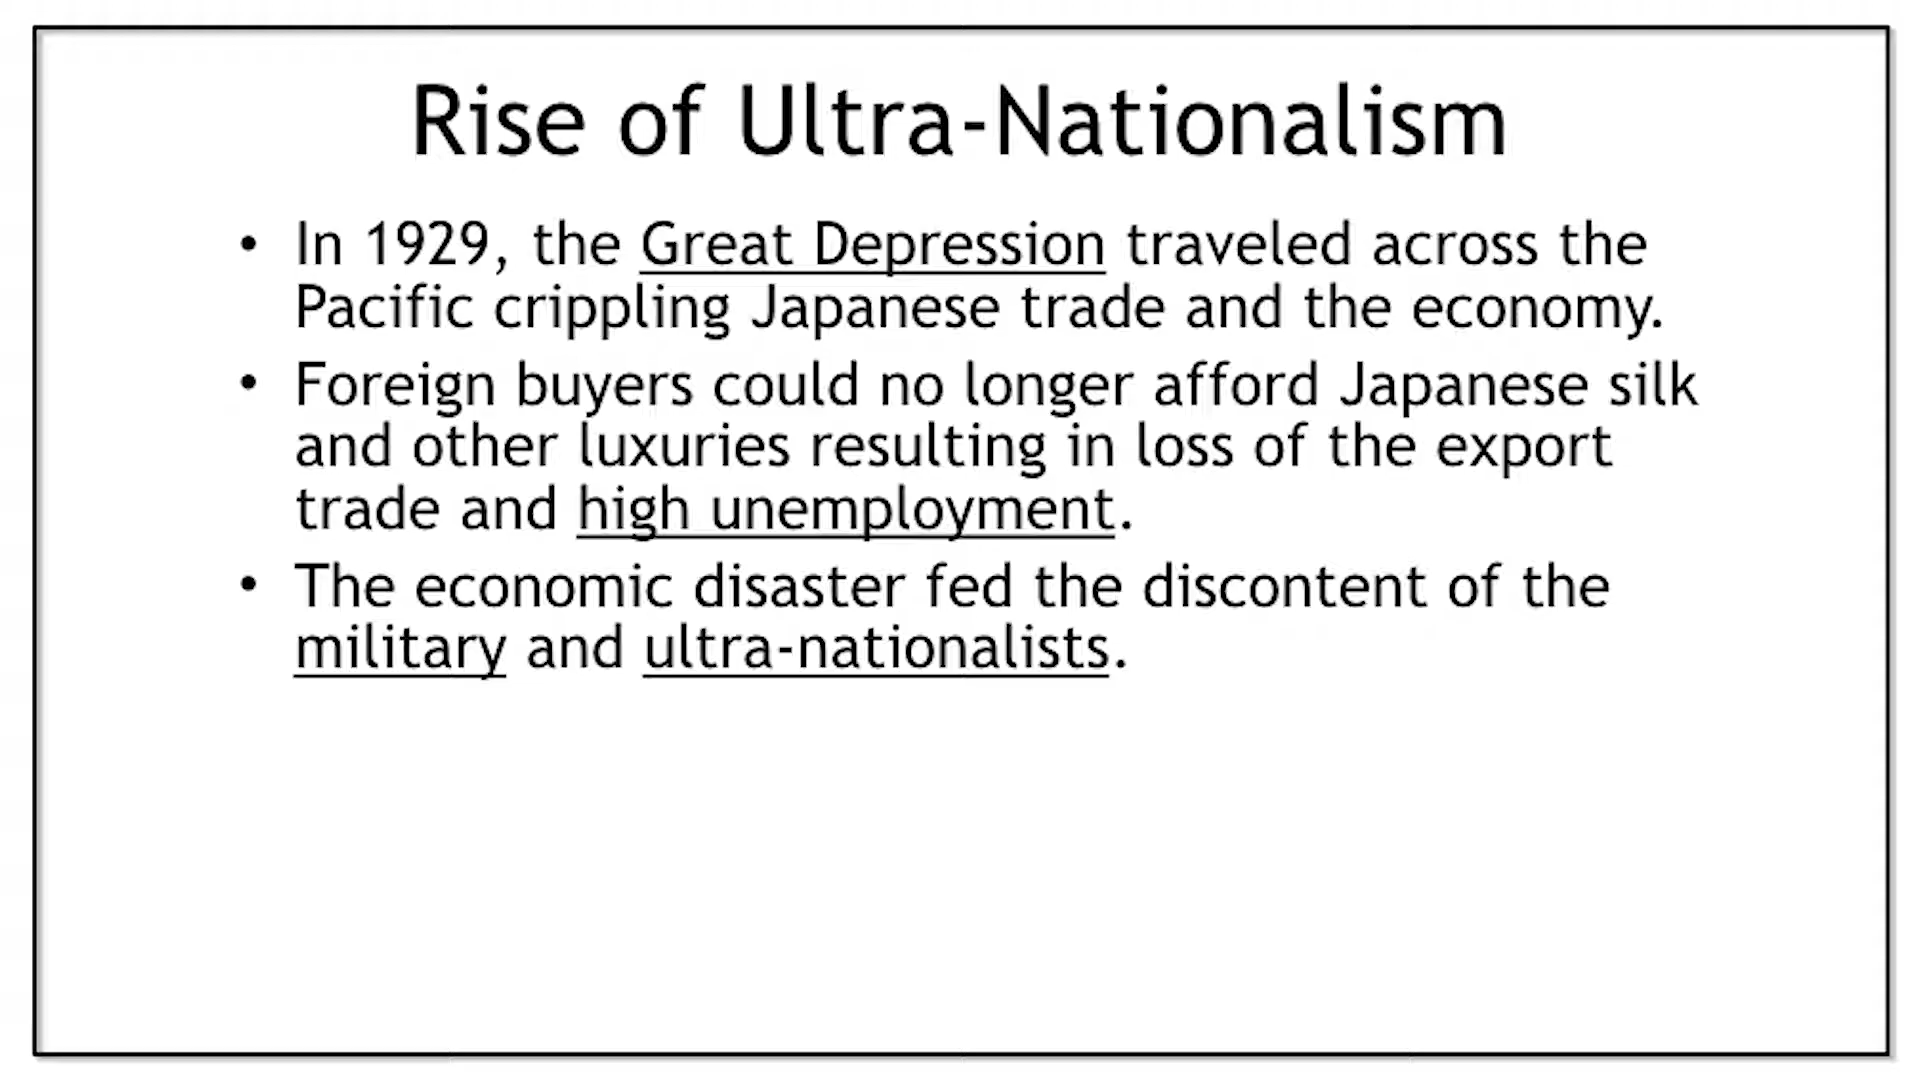 Rise of Ultra-Nationalism
• In 1929, the Great Depression traveled across the
Pacific crippling Japanese trade and the economy.
• Foreign buyers could no longer afford Japanese silk
and other luxuries resulting in loss of the export
trade and high unemployment.
• The economic disaster fed the discontent of the
military and ultra-nationalists.